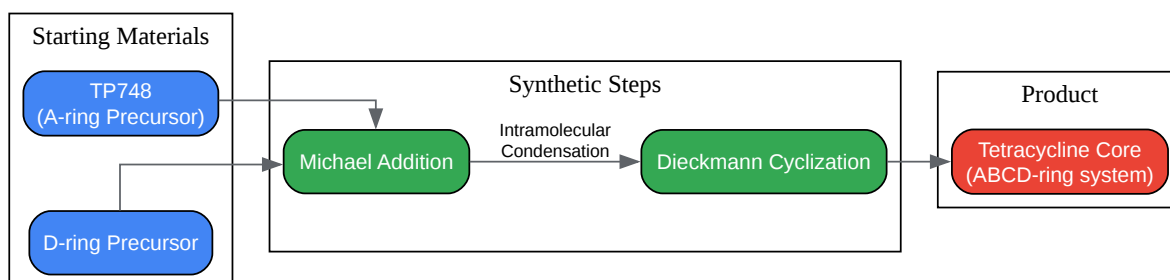 Starting Materials
TP748
(A-ring Precursor)
D-ring Precursor
Synthetic Steps
Michael Addition
Intramolecular
Condensation
Dieckmann Cyclization
Product
Tetracycline Core
(ABCD-ring system)